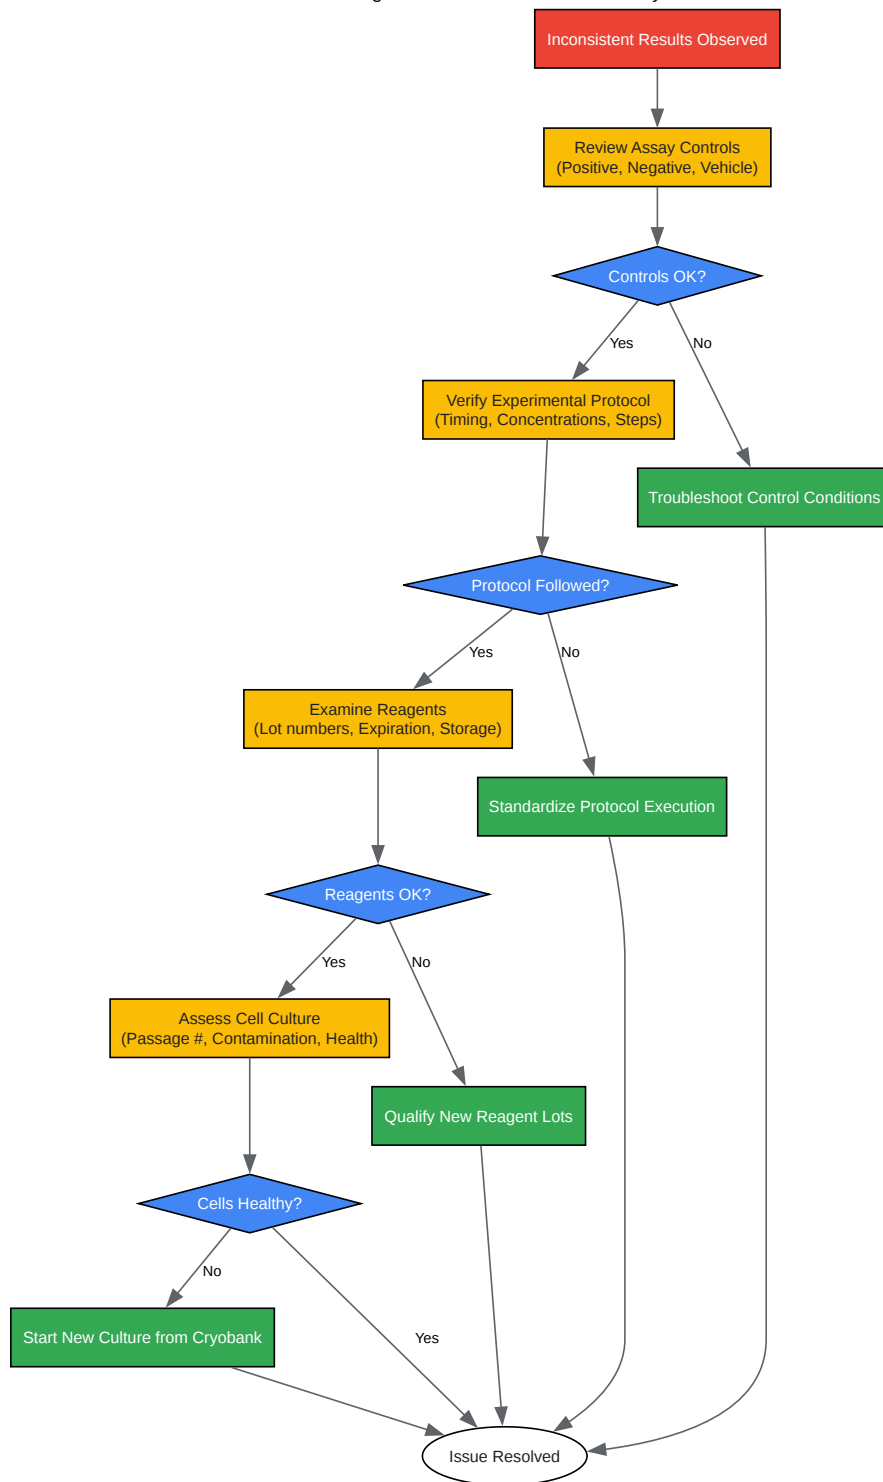 Inconsistent Results Observed
Review Assay Controls
(Positive, Negative, Vehicle)
Controls OK?
Yes
No
Verify Experimental Protocol
(Timing, Concentrations, Steps)
Troubleshoot Control Conditions
Protocol Followed?
Yes
No
Examine Reagents
(Lot numbers, Expiration, Storage)
Standardize Protocol Execution
Reagents OK?
Yes
No
Assess Cell Culture
(Passage #, Contamination, Health)
Qualify New Reagent Lots
Cells Healthy?
No
Yes
Start New Culture from Cryobank
Issue Resolved